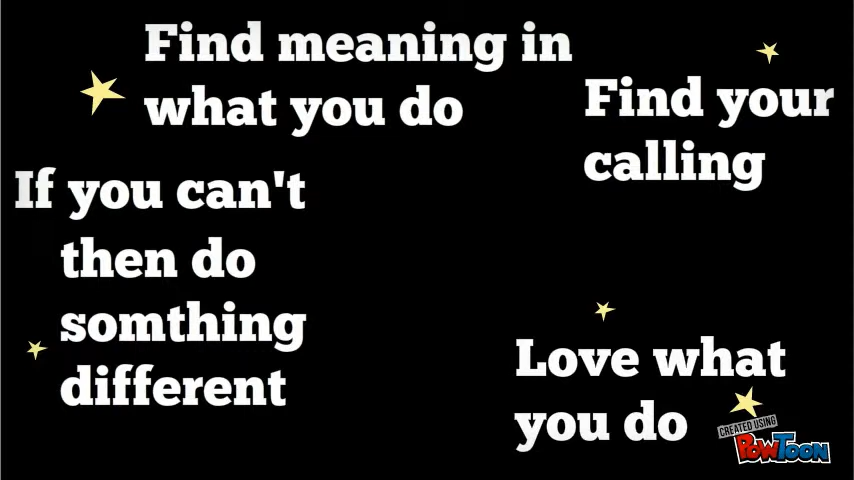 Find meaning in
what you do
Find your
calling
If you can't
then do
somthing
different
Love what
you do
CREATED USING
POWTOON